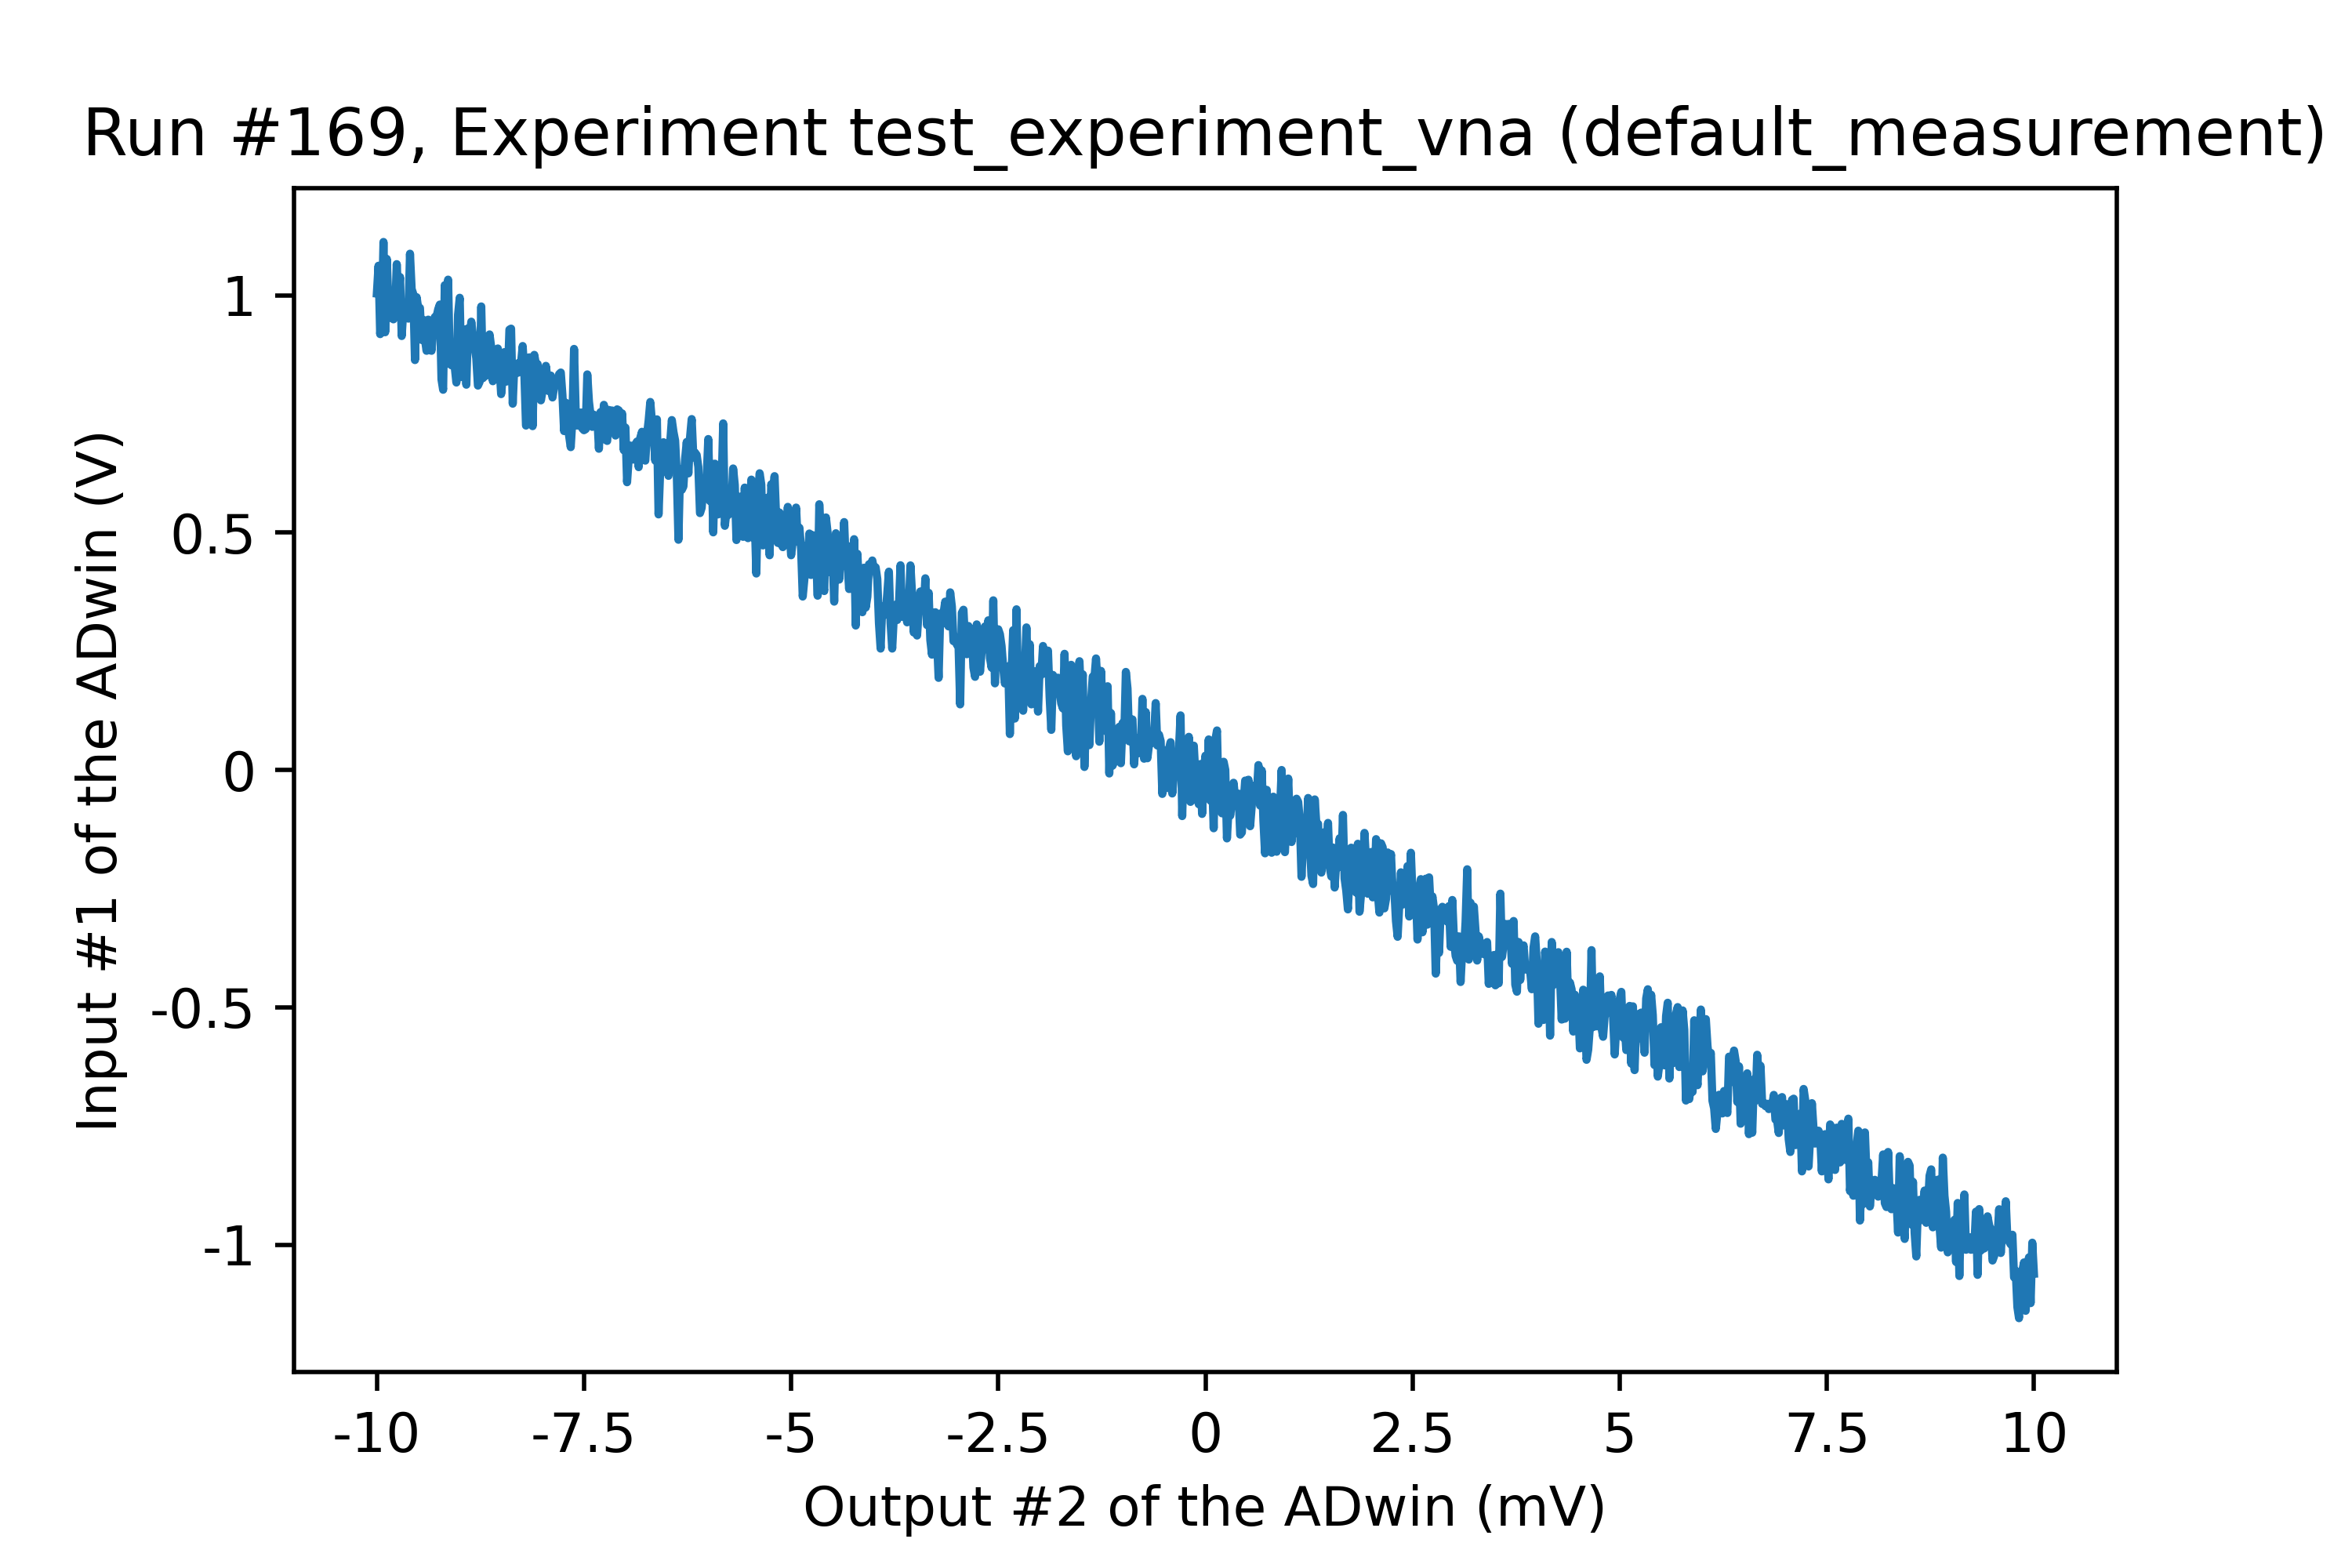 Run #169, Experiment test_experiment_vna (default_measurement)
Input #1 of the ADwin (V)
1
0.5
0
-0.5
-1
-10 -7.5 -5 -2.5 0 2.5 5 7.5 10
Output #2 of the ADwin (mV)